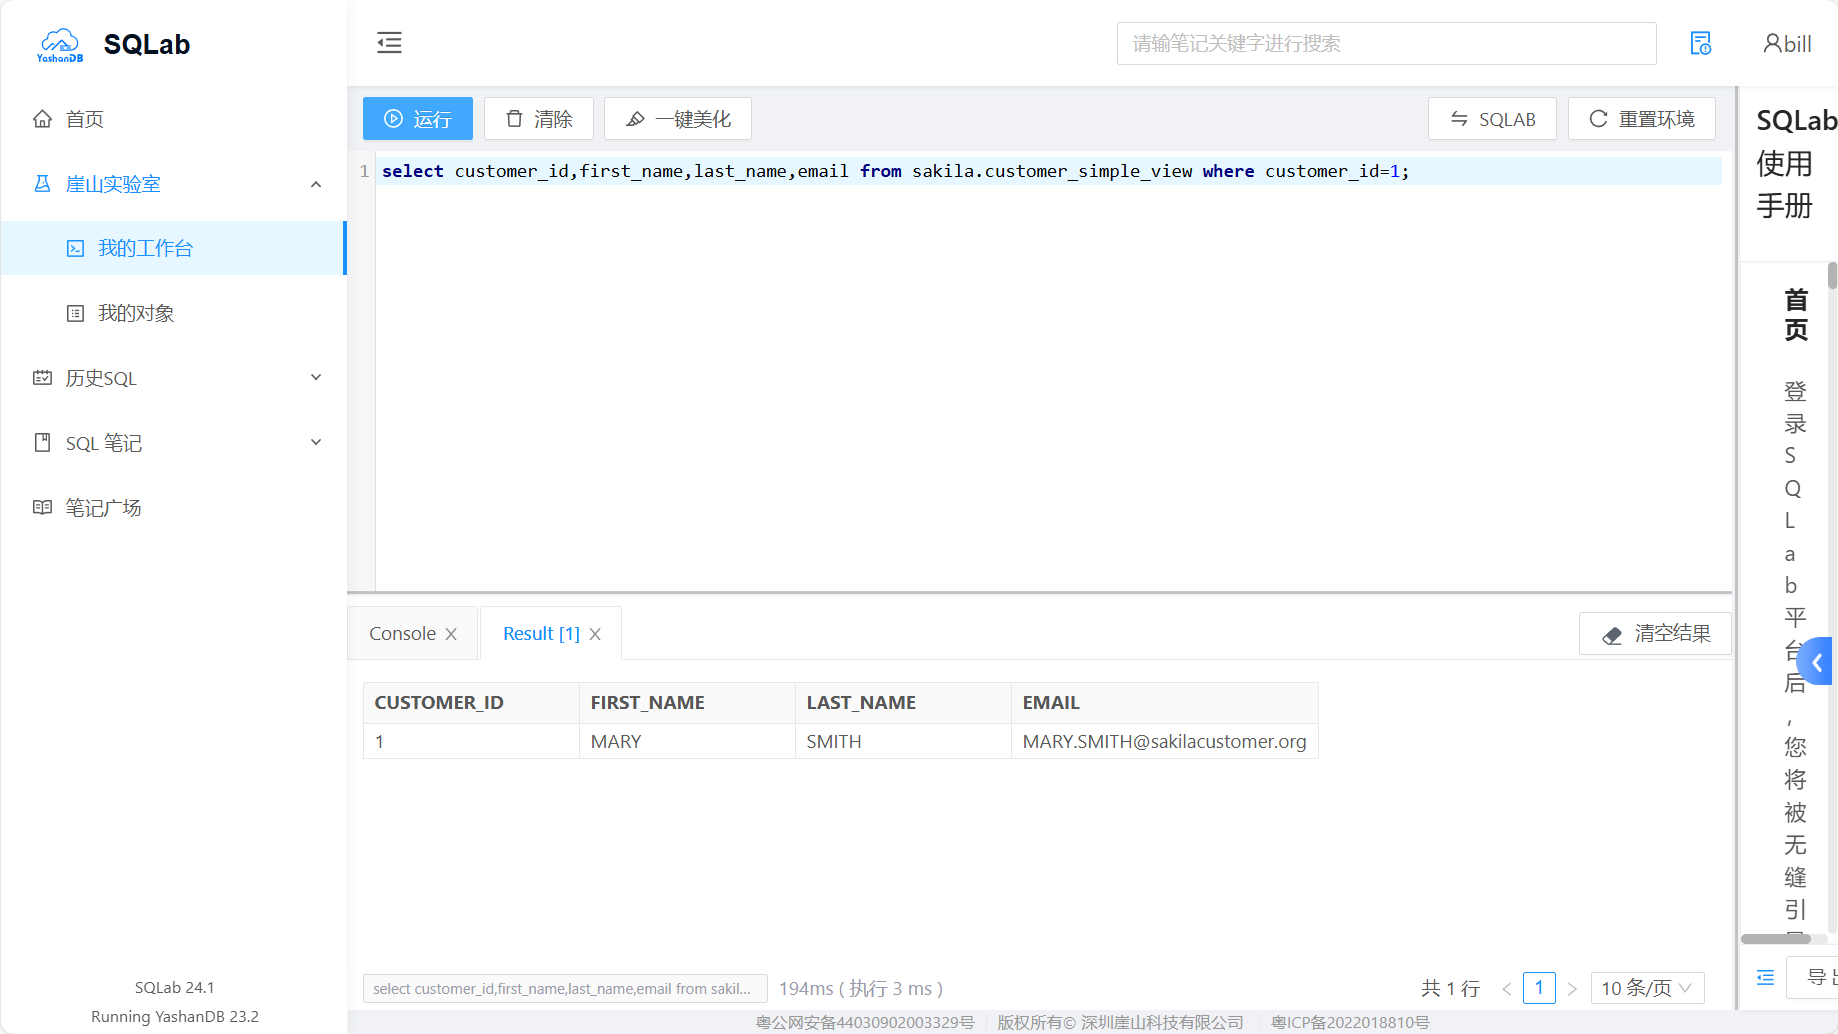 YashanDB SQLab
请输笔记关键字进行搜索
bill
首页
崖山实验室
我的工作台
我的对象
历史SQL
SQL 笔记
笔记广场
SQLab 24.1
Running YashanDB 23.2
运行 清除 一键美化 SQLAB 重置环境
1 select customer_id,first_name,last_name,email from sakila.customer_simple_view where customer_id=1;
Console Result [1] 清空结果
CUSTOMER_ID FIRST_NAME LAST_NAME EMAIL
1 MARY SMITH MARY.SMITH@sakilacustomer.org
select customer_id,first_name,last_name,email from sakil... 194ms ( 执行 3 ms ) 共 1 行 1 10 条/页
粤公网安备44030902003329号 版权所有© 深圳崖山科技有限公司 粤ICP备2022018810号
SQLab
使用
手册
首
页
登
录
S
Q
L
a
b
平
台
后
,
您
将
被
无
缝
引
导出